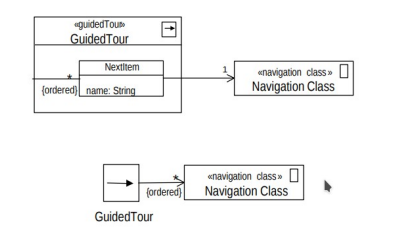 «guidedTour»
GuidedTour
NextItem
*
{ordered}
name: String
1
«navigation class»
Navigation Class
*
{ordered}
«navigation class»
Navigation Class
GuidedTour